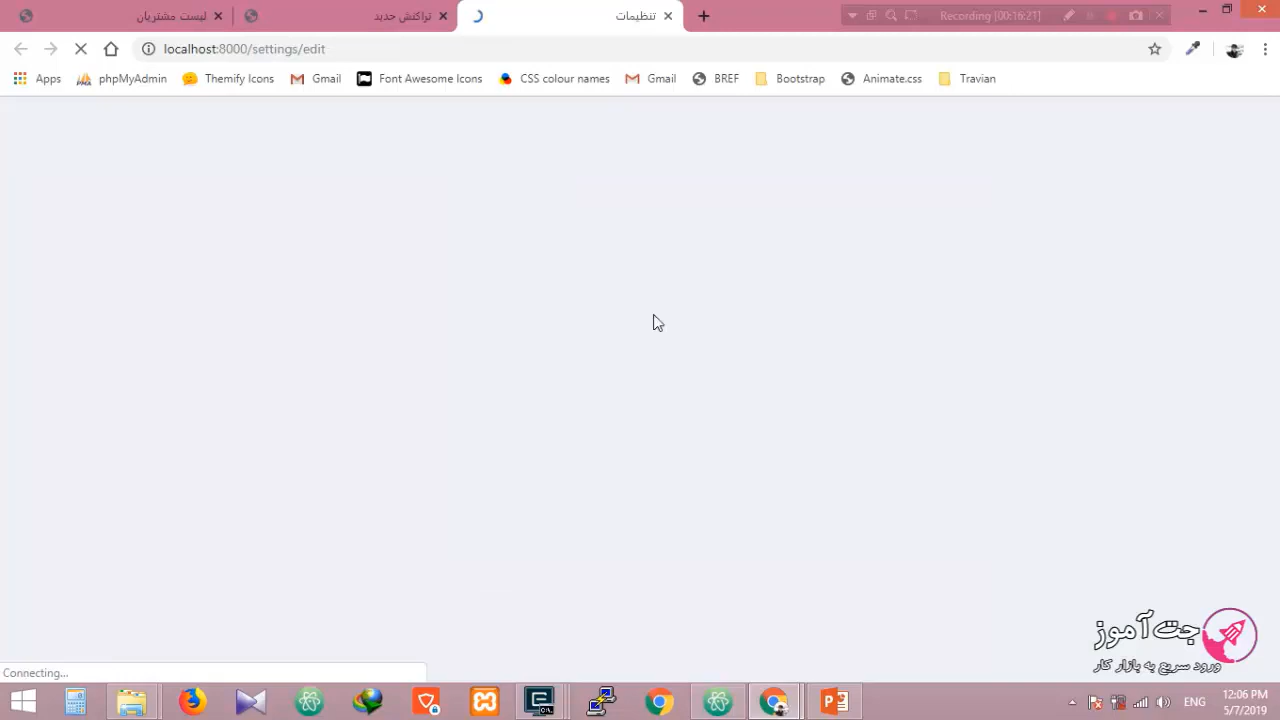 لیست مشتریان
تراکنش جدید
تنظیمات
Recording [00:16:21]
localhost:8000/settings/edit
Apps phpMyAdmin Themify Icons Gmail Font Awesome Icons CSS colour names Gmail BREF Bootstrap Animate.css Travian
Connecting...
جت آموز
ورود سریع به بازار کار
ENG
12:06 PM
5/7/2019